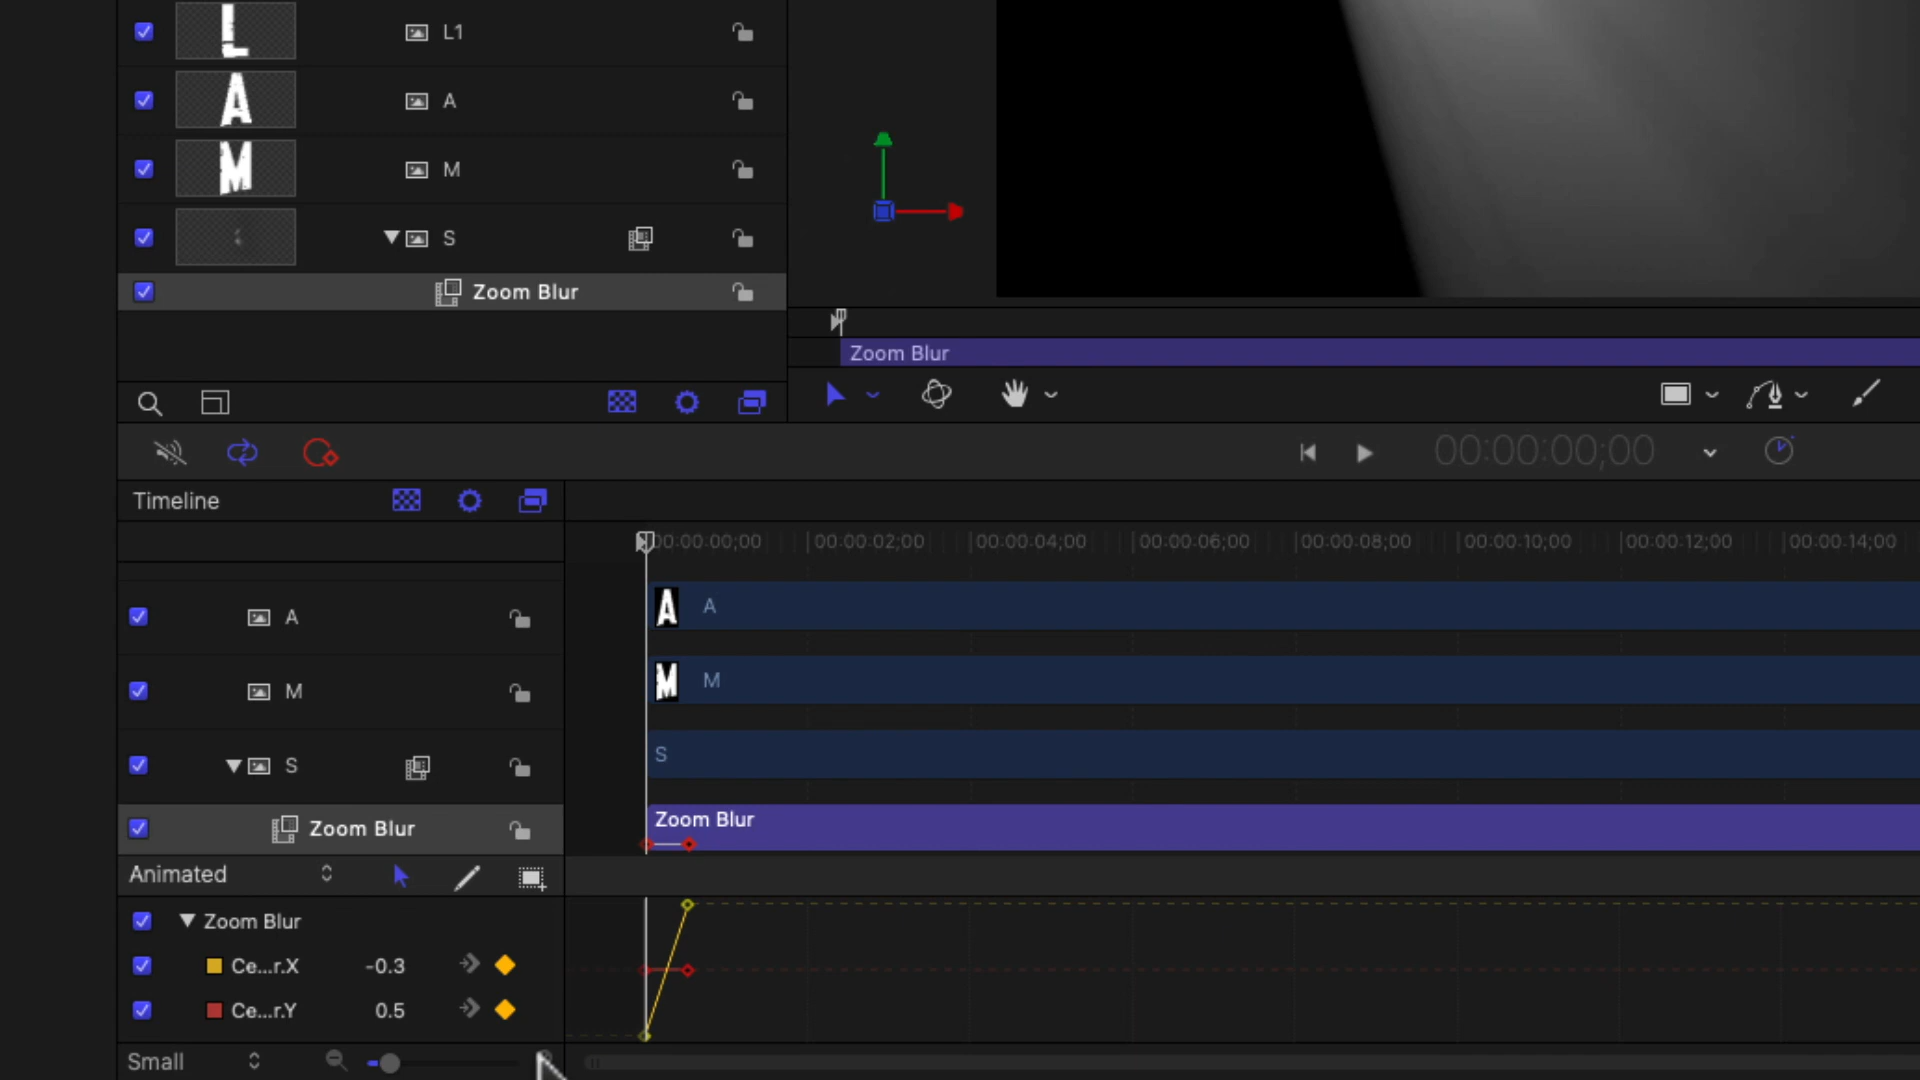 L
L1
A
A
M
M
S
Zoom Blur
Zoom Blur
00:00:00;00
Timeline
00:00:00;00
00:00:02;00
00:00:04;00
00:00:06;00
00:00:08;00
00:00:10;00
00:00:12;00
00:00:14;00
A
A
A
M
M
M
S
S
Zoom Blur
Zoom Blur
Animated
Zoom Blur
Ce...r.X
-0.3
Ce...r.Y
0.5
Small